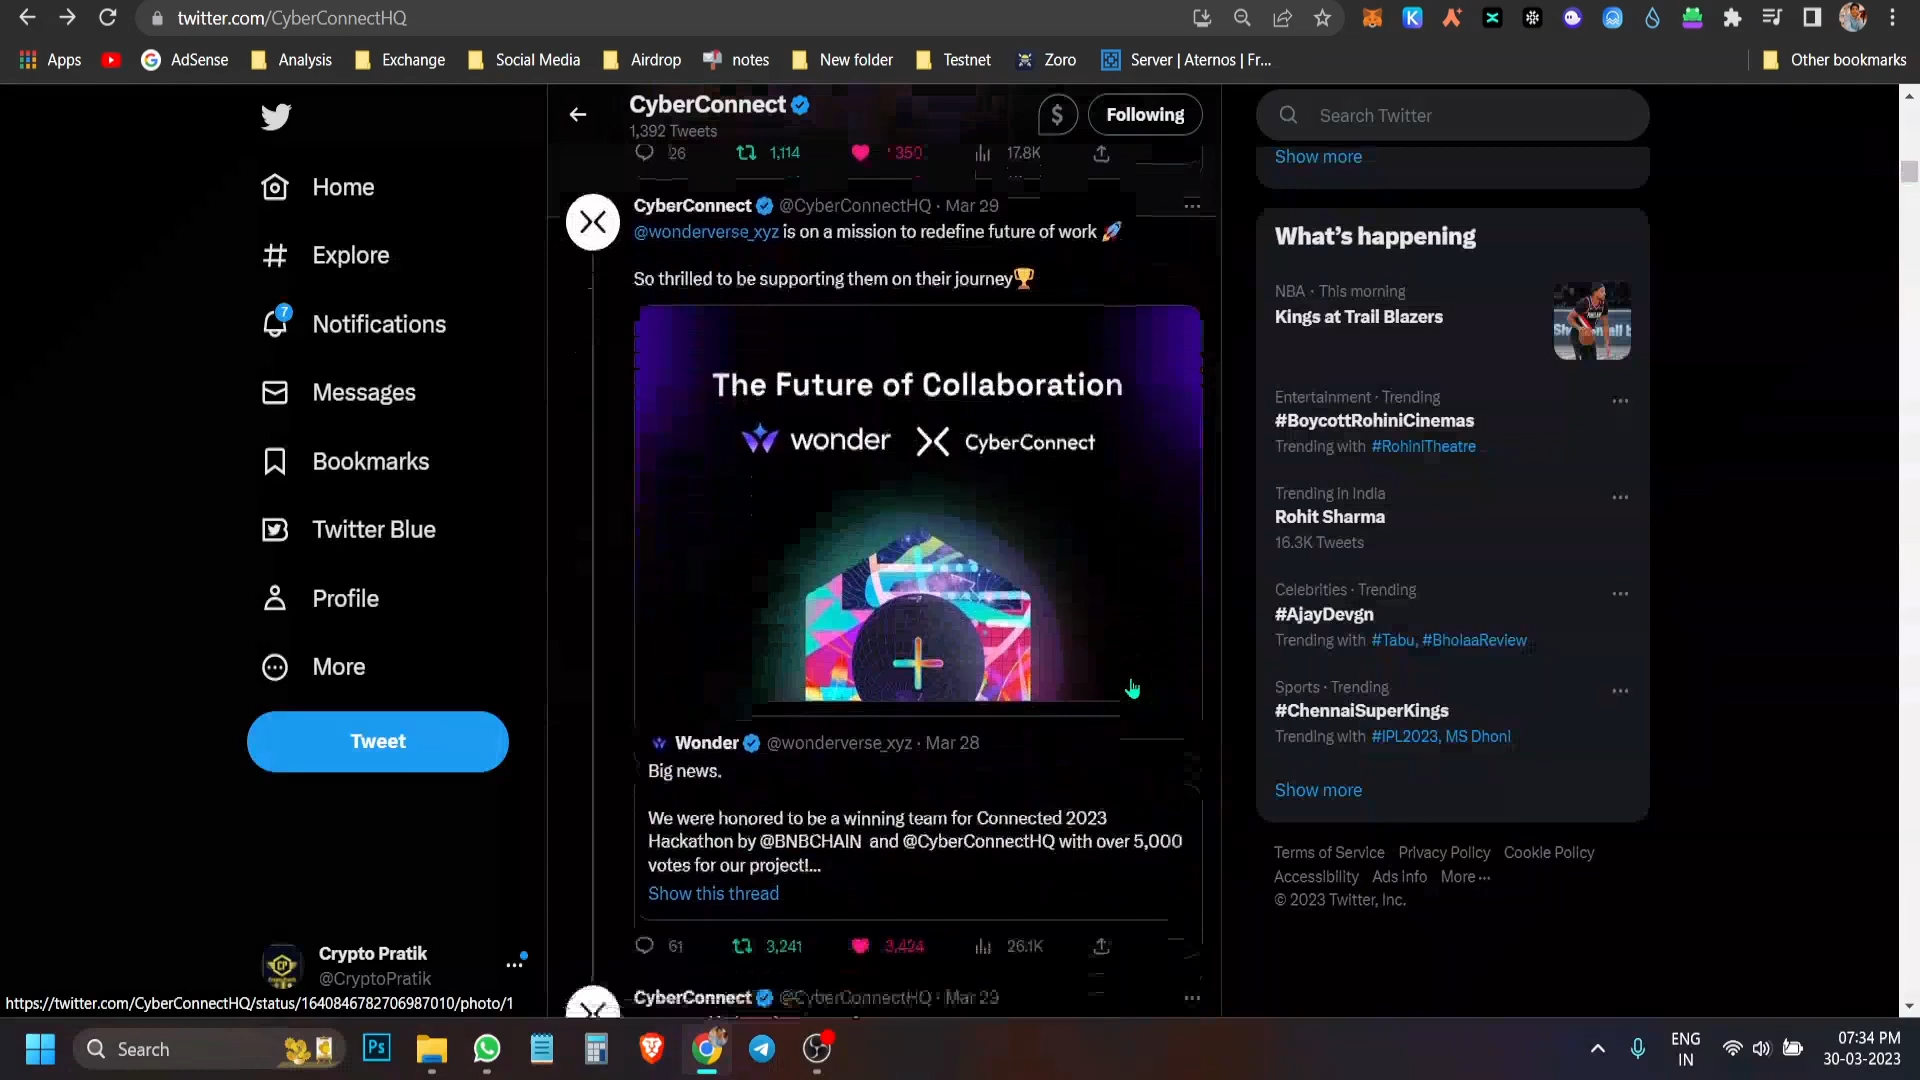 twitter.com/CyberConnectHQ
Apps
AdSense
Analysis
Exchange
Social Media
Airdrop
notes
New folder
Testnet
Zoro
Server | Aternos | Fr...
Other bookmarks
CyberConnect
1,392 Tweets
$
Following
26
1,114
17.8K
Home
Explore
Notifications
7
Messages
Bookmarks
Twitter Blue
Profile
More
Tweet
Crypto Pratik
@CryptoPratik
CyberConnect @CyberConnectHQ · Mar 29
@wonderverse_xyz is on a mission to redefine future of work 🚀
So thrilled to be supporting them on their journey🏆
The Future of Collaboration
wonder CyberConnect
Wonder @wonderverse_xyz · Mar 28
Big news.
We were honored to be a winning team for Connected 2023
Hackathon by @BNBCHAIN and @CyberConnectHQ with over 5,000
votes for our project!...
Show this thread
61
3,241
3,424
26.1K
CyberConnect @CyberConnectHQ · Mar 29
Search Twitter
Show more
What's happening
NBA · This morning
Kings at Trail Blazers
Entertainment · Trending
#BoycottRohiniCinemas
Trending with #RohiniTheatre
Trending in India
Rohit Sharma
16.3K Tweets
Celebrities · Trending
#AjayDevgn
Trending with #Tabu, #BholaaReview
Sports · Trending
#ChennaiSuperKings
Trending with #IPL2023, MS Dhoni
Show more
Terms of Service Privacy Policy Cookie Policy
Accessibility Ads info More ···
© 2023 Twitter, Inc.
https://twitter.com/CyberConnectHQ/status/1640846782706987010/photo/1
Search
Ps
ENG
IN
07:34 PM
30-03-2023